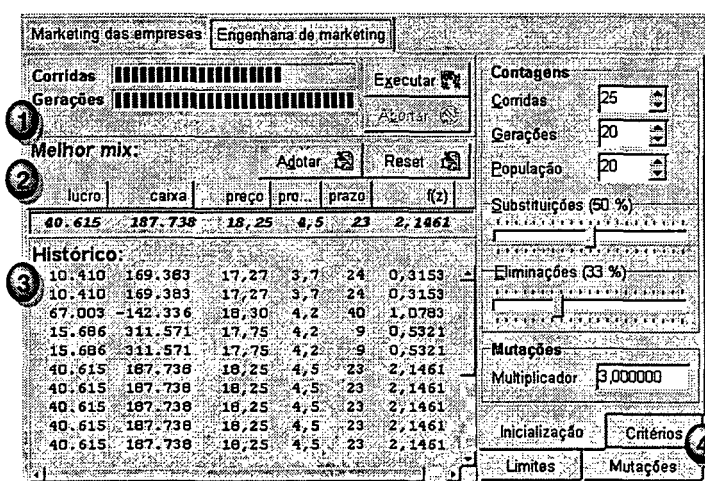 Marketing das empresas Engenharia de marketing
Corridas
Gerações
Executar
Abortar
1
Melhor mix:
Adotar Reset
2
lucro caixa preço pro... prazo f(z)
40.615 187.738 18,25 4,5 23 2,1461
Histórico:
3
10.410 169.383 17,27 3,7 24 0,3153
10.410 169.383 17,27 3,7 24 0,3153
67.003 -142.336 18,30 4,2 40 1,0783
15.686 311.571 17,75 4,2 9 0,5321
15.686 311.571 17,75 4,2 9 0,5321
40.615 187.738 18,25 4,5 23 2,1461
40.615 187.738 18,25 4,5 23 2,1461
40.615 187.738 18,25 4,5 23 2,1461
40.615 187.738 18,25 4,5 23 2,1461
40.615 187.738 18,25 4,5 23 2,1461
Contagens
Corridas 25
Gerações 20
População 20
Substituições (50 %)
Eliminações (33 %)
Mutações
Multiplicador 3,000000
Inicialização Critérios
4
Limites Mutações